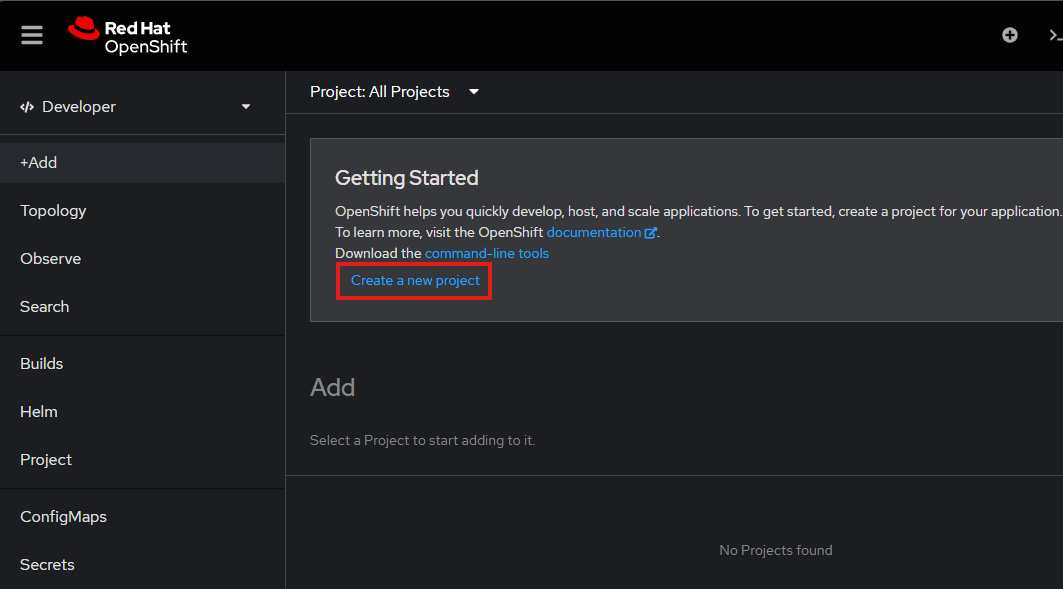 Red Hat
OpenShift
Developer
Project: All Projects
+Add
Topology
Observe
Search
Builds
Helm
Project
ConfigMaps
Secrets
Getting Started
OpenShift helps you quickly develop, host, and scale applications. To get started, create a project for your application.
To learn more, visit the OpenShift documentation.
Download the command-line tools
Create a new project
Add
Select a Project to start adding to it.
No Projects found